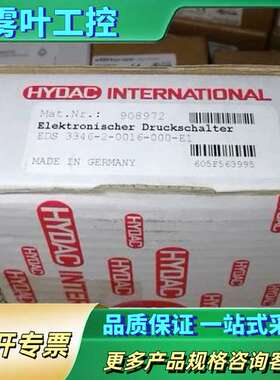 雾叶工控
HYDAC INTERNATIONAL
Mat.Nr.: 908972
Elektronischer Druckschalter
EDS 3346-2-0016-000-E1
MADE IN GERMANY
605F563995
HYDAC
开专票
品质保证 一站式采
更多产品规格咨询客